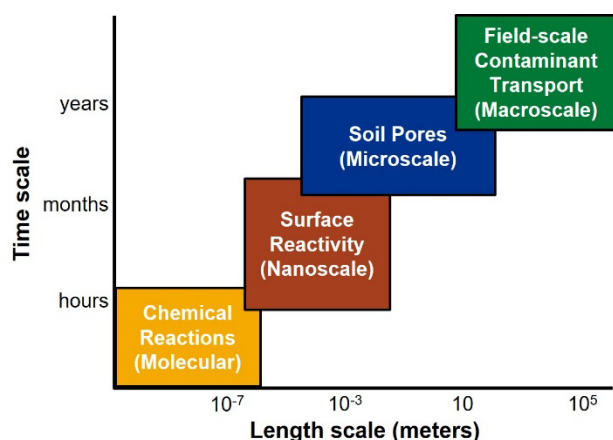 Field-scale
Contaminant
Transport
(Macroscale)
years
Soil Pores
(Microscale)
Time scale
months
Surface
Reactivity
(Nanoscale)
hours
Chemical
Reactions
(Molecular)
10⁻⁷
10⁻³
10
10⁵
Length scale (meters)